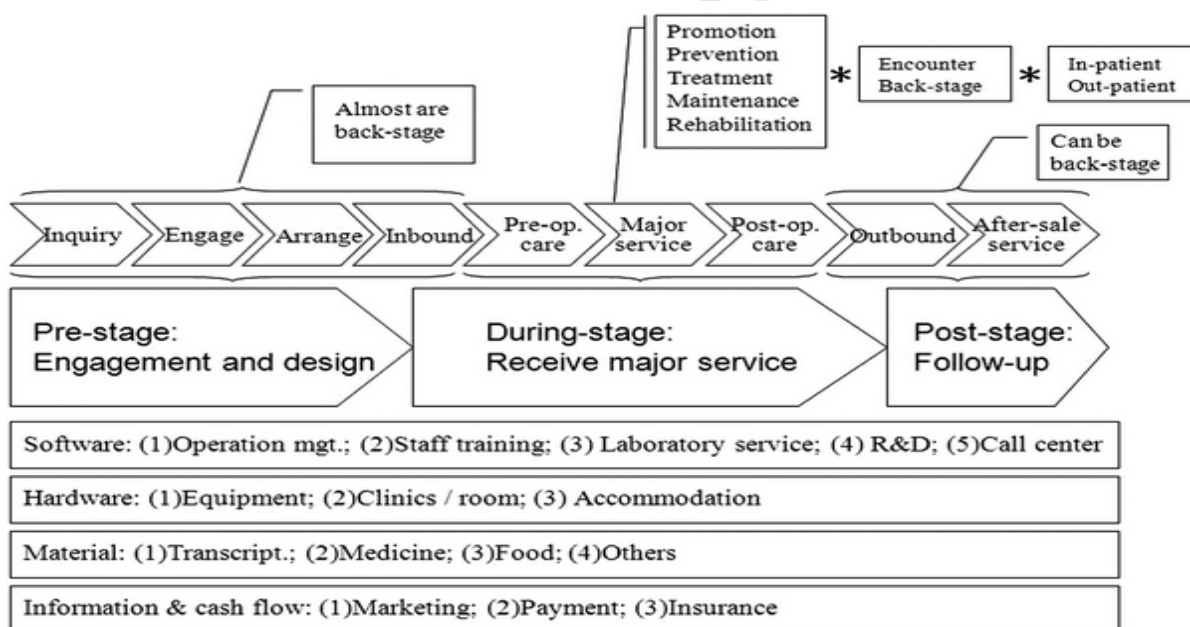 Promotion
Prevention
Treatment
Maintenance
Rehabilitation
*
Encounter
Back-stage
*
In-patient
Out-patient
Almost are
back-stage
Can be
back-stage
Inquiry
Engage
Arrange
Inbound
Pre-op.
care
Major
service
Post-op.
care
Outbound
After-sale
service
Pre-stage:
Engagement and design
During-stage:
Receive major service
Post-stage:
Follow-up
Software: (1)Operation mgt.; (2)Staff training; (3) Laboratory service; (4) R&D; (5)Call center
Hardware: (1)Equipment; (2)Clinics / room; (3) Accommodation
Material: (1)Transcript.; (2)Medicine; (3)Food; (4)Others
Information & cash flow: (1)Marketing; (2)Payment; (3)Insurance